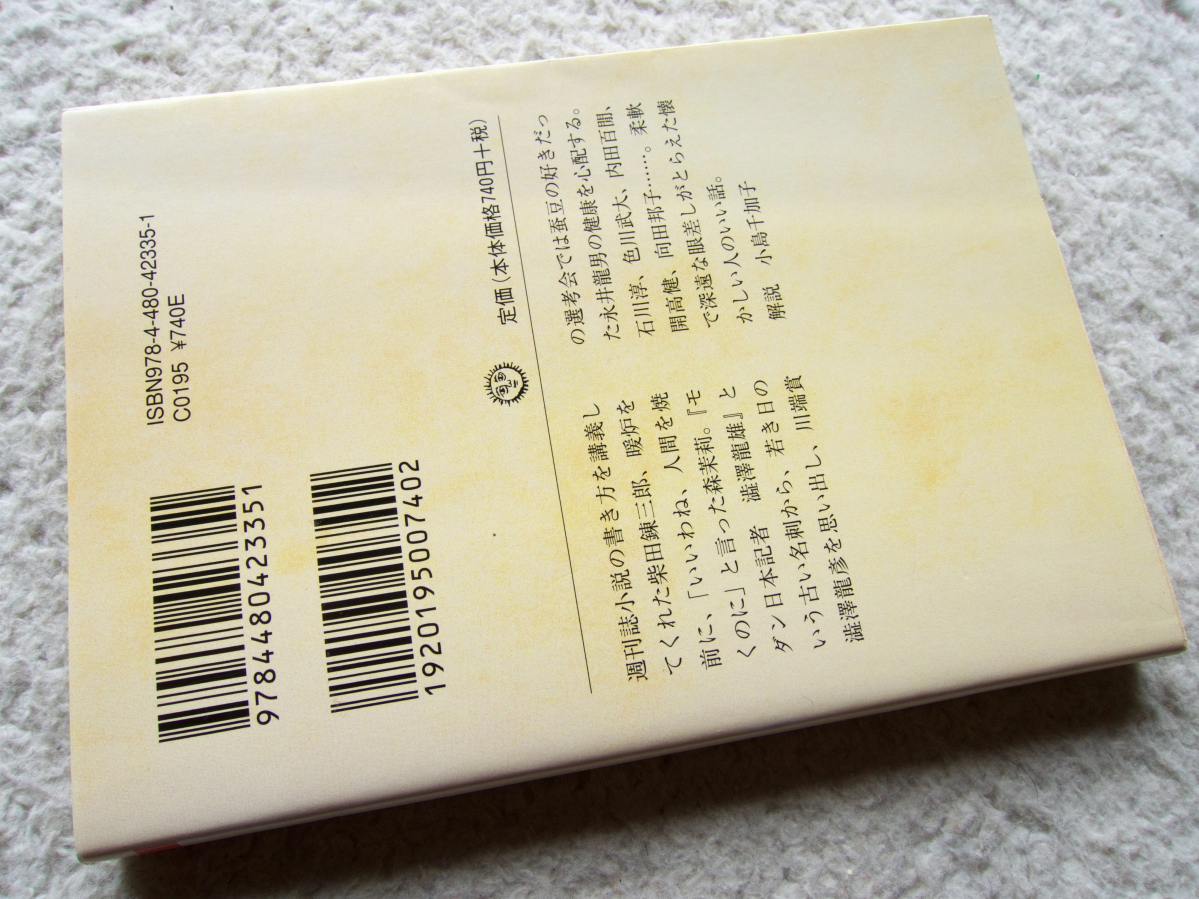 ISBN978-4-480-42335-1
C0195 ¥740E
9784480423351
1920195007402
定価(本体価格740円+税)
週刊誌小説の書き方を講義し
てくれた柴田錬三郎、暖炉を
前に、「いいわね、人間を焼
くのに」と言った森茉莉。『モ
ダン日本記者 澁澤龍雄』と
いう古い名刺から、若き日の
澁澤龍彦を思い出し、川端賞
の選考会では蚕豆の好きだっ
た永井龍男の健康を心配する。
石川淳、色川武大、内田百閒、
開高健、向田邦子……。柔軟
で深遠な眼差しがとらえた懐
かしい人のいい話。
解説 小島千加子